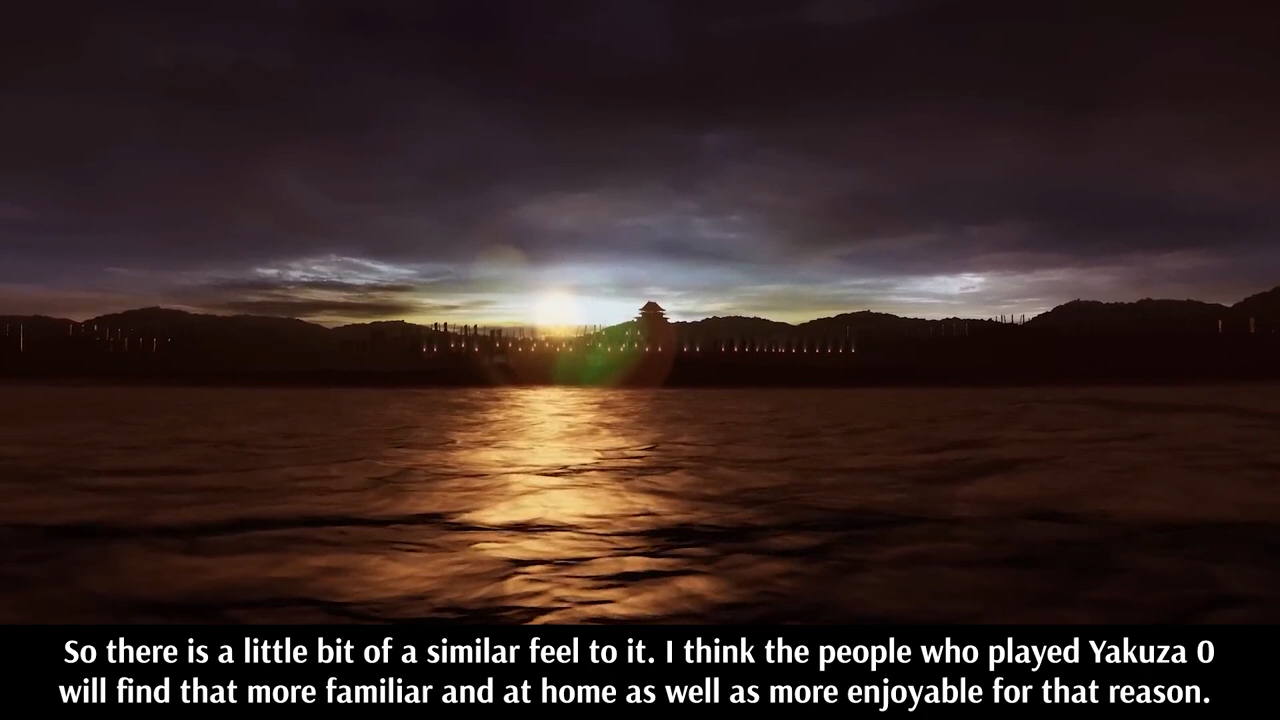 So there is a little bit of a similar feel to it. I think the people who played Yakuza 0
will find that more familiar and at home as well as more enjoyable for that reason.